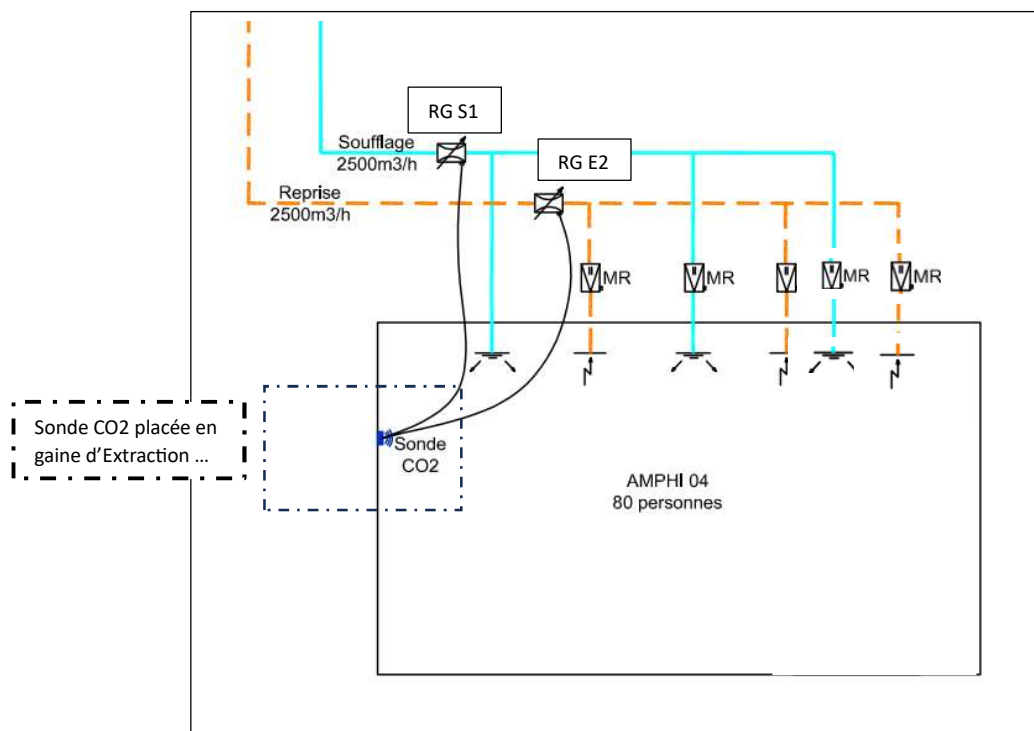 RG S1
Soufflage
2500m3/h
RG E2
Reprise
2500m3/h
MR
MR
MR
MR
Sonde CO2 placée en
gaine d’Extraction ...
Sonde
CO2
AMPHI 04
80 personnes